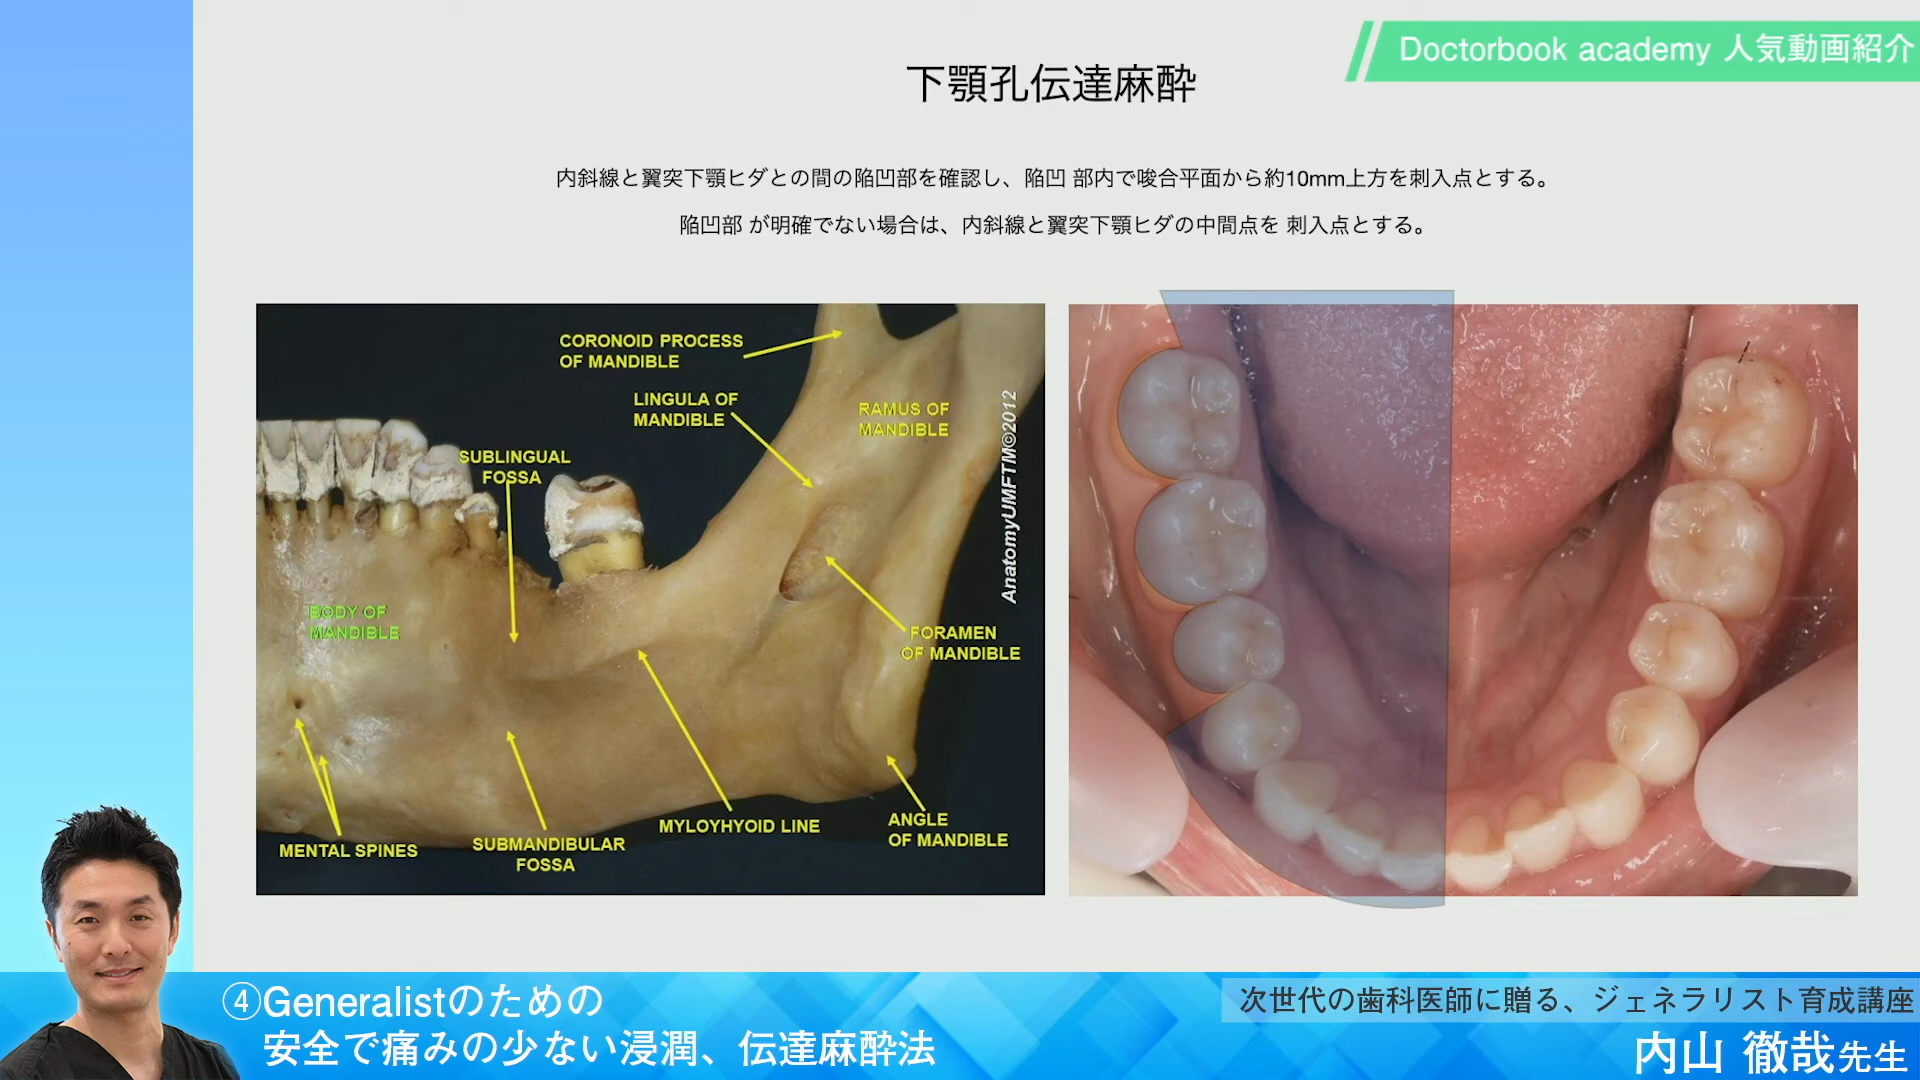 Doctorbook academy 人気動画紹介
下顎孔伝達麻酔
内斜線と翼突下顎ヒダとの間の陥凹部を確認し、陥凹 部内で咬合平面から約10mm上方を刺入点とする。
陥凹部 が明確でない場合は、内斜線と翼突下顎ヒダの中間点を 刺入点とする。
CORONOID PROCESS
OF MANDIBLE
LINGULA OF
MANDIBLE
RAMUS OF
MANDIBLE
SUBLINGUAL
FOSSA
AnatomyUMFTM©2012
BODY OF
MANDIBLE
FORAMEN
OF MANDIBLE
MENTAL SPINES
SUBMANDIBULAR
FOSSA
MYLOYHYOID LINE
ANGLE
OF MANDIBLE
④Generalistのための
安全で痛みの少ない浸潤、伝達麻酔法
次世代の歯科医師に贈る、ジェネラリスト育成講座
内山 徹哉先生